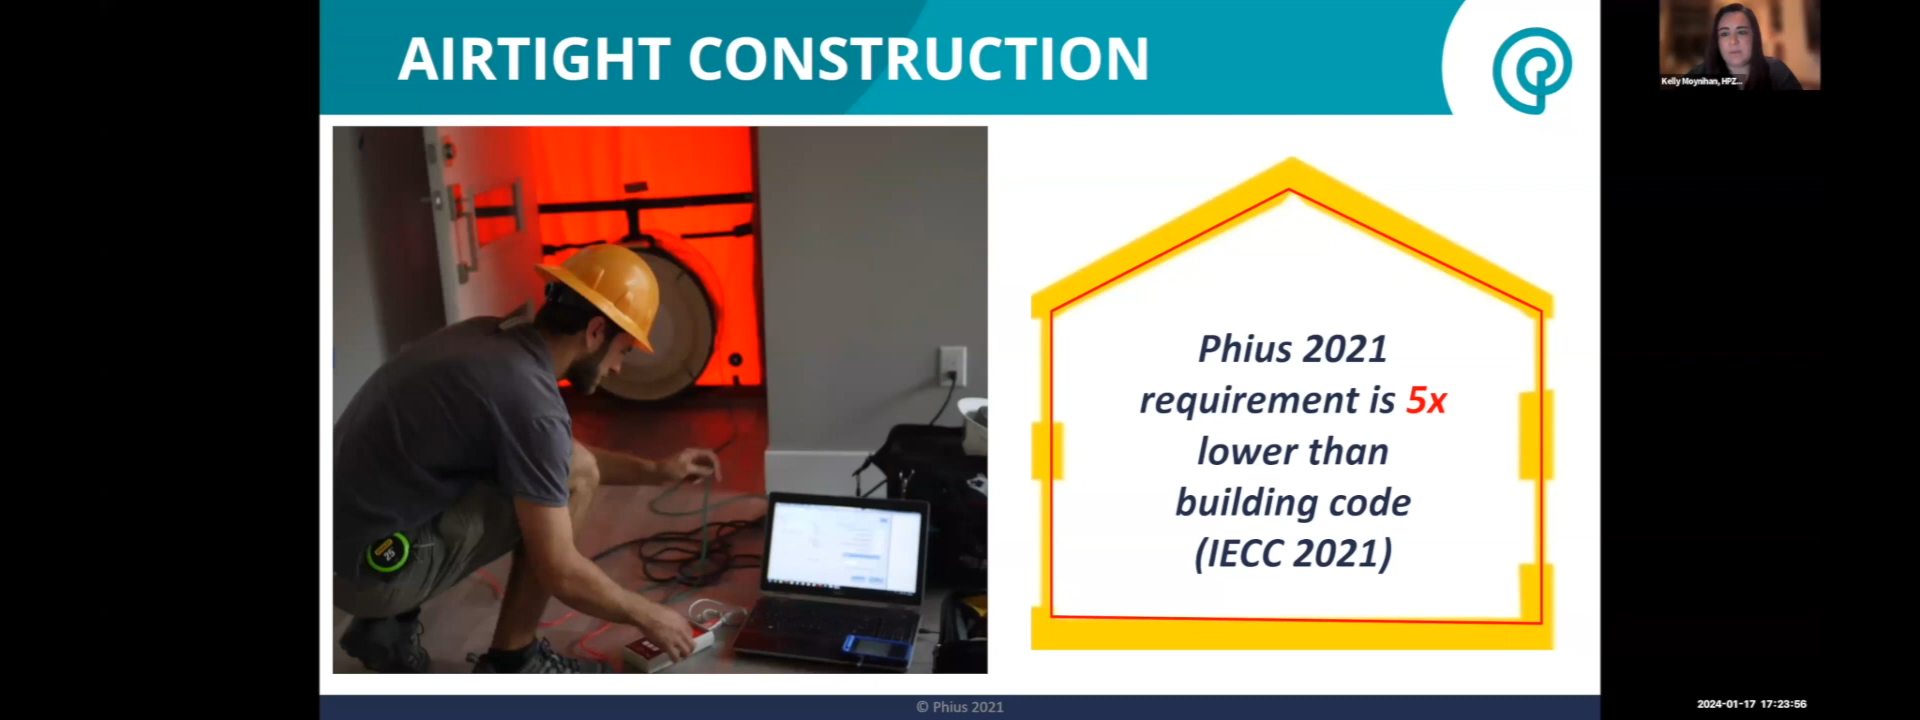 AIRTIGHT CONSTRUCTION
Kelly Moynihan, HPZ...
Phius 2021
requirement is 5x
lower than
building code
(IECC 2021)
25
© Phius 2021
2024-01-17 17:23:56